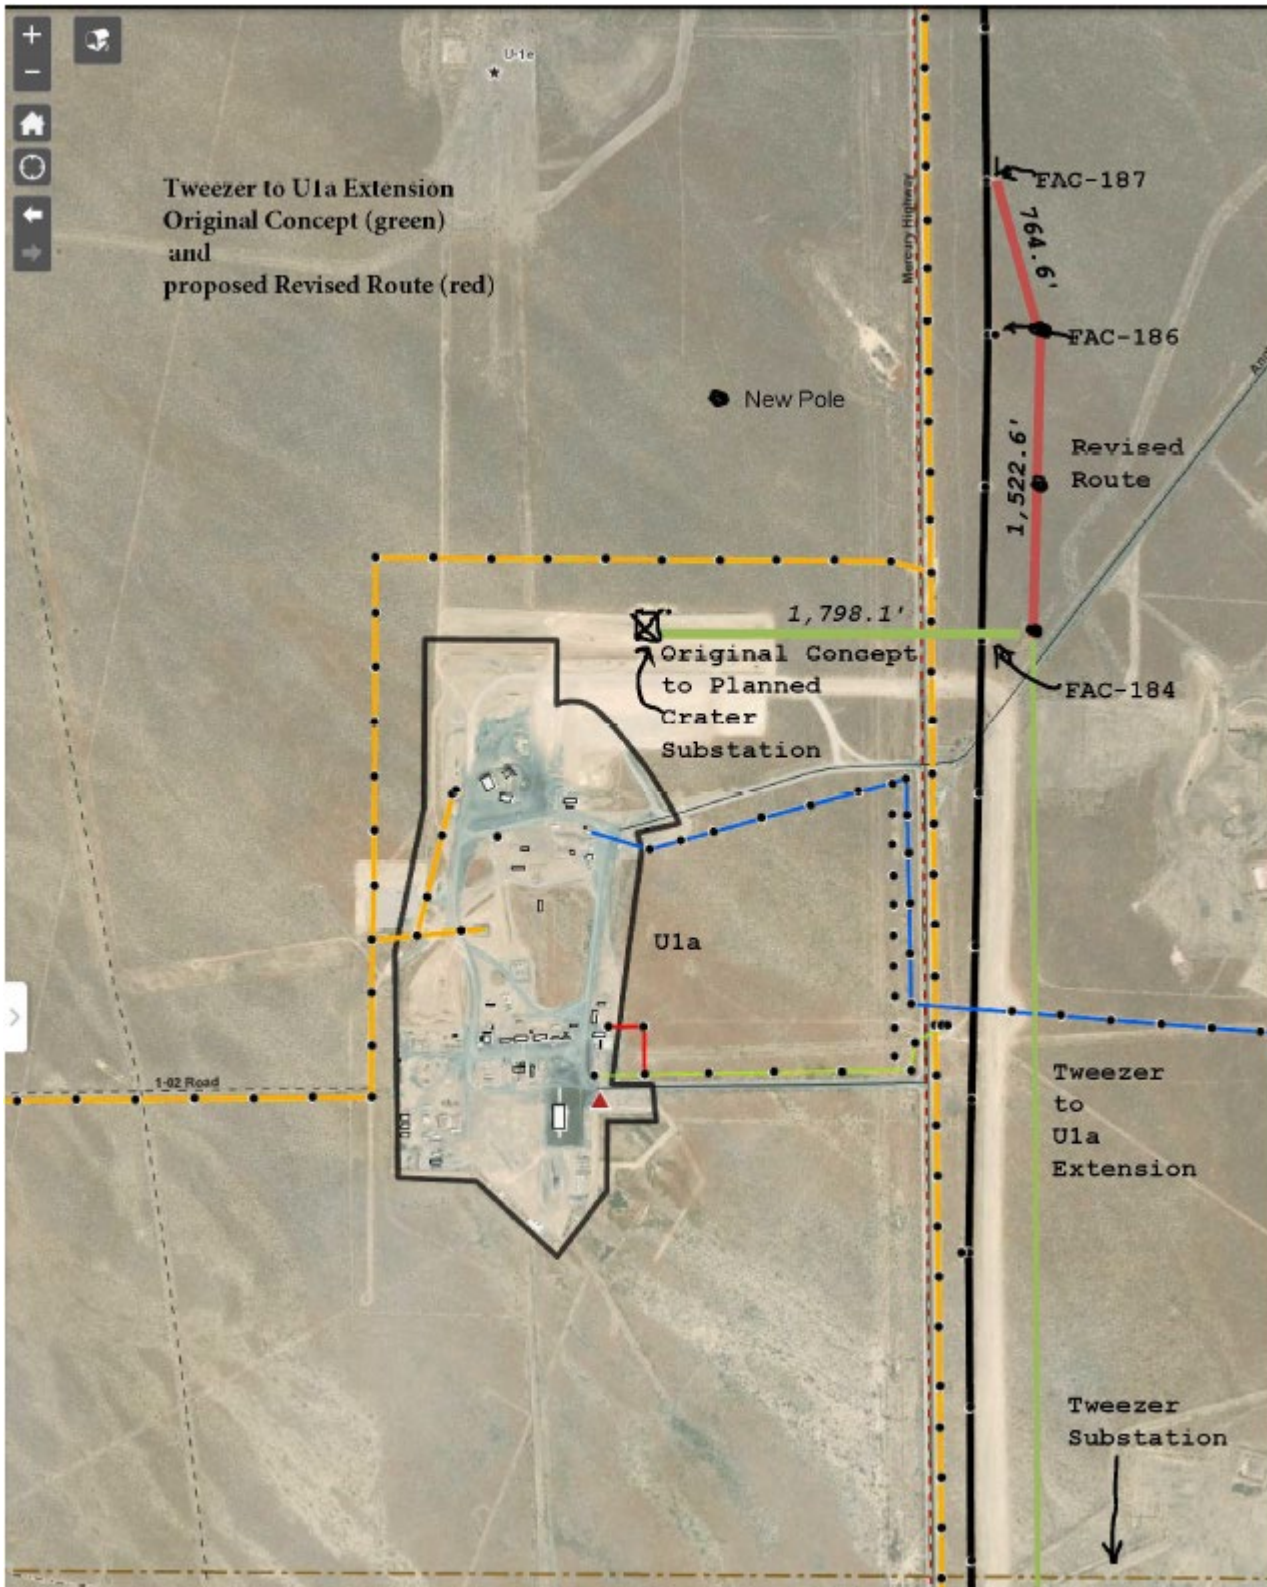 U-1e
Tweezer to U1a Extension
Original Concept (green)
and
proposed Revised Route (red)
Mercury Highway
FAC-187
764.6'
FAC-186
New Pole
Revised
Route
1,522.6'
1,798.1'
Original Concept
to Planned
Crater
Substation
FAC-184
U1a
1-02 Road
Tweezer
to
U1a
Extension
Tweezer
Substation